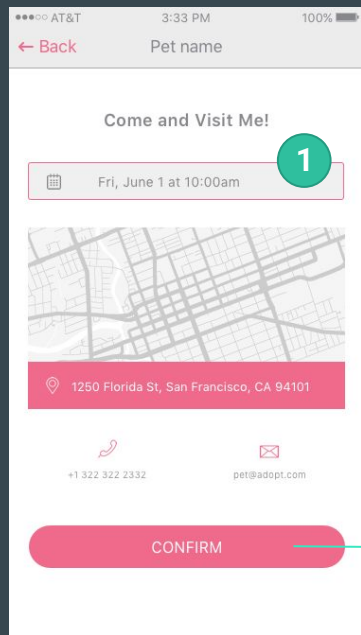 AT&T 3:33 PM 100%
← Back Pet name
Come and Visit Me!
Fri, June 1 at 10:00am
1
1250 Florida St, San Francisco, CA 94101
+1 322 322 2332 pet@adopt.com
CONFIRM